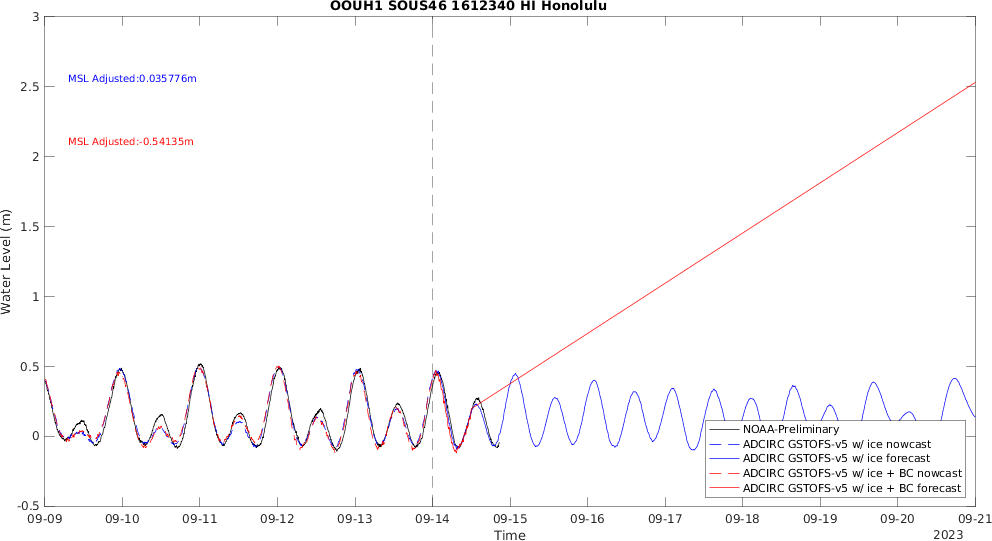 OOUH1 SOUS46 1612340 HI Honolulu
3
2.5
2
1.5
1
0.5
0
-0.5
Water Level (m)
MSL Adjusted:0.035776m
MSL Adjusted:-0.54135m
NOAA-Preliminary
ADCIRC GSTOFS-v5 w/ ice nowcast
ADCIRC GSTOFS-v5 w/ ice forecast
ADCIRC GSTOFS-v5 w/ ice + BC nowcast
ADCIRC GSTOFS-v5 w/ ice + BC forecast
09-09 09-10 09-11 09-12 09-13 09-14 09-15 09-16 09-17 09-18 09-19 09-20 09-21
Time
2023